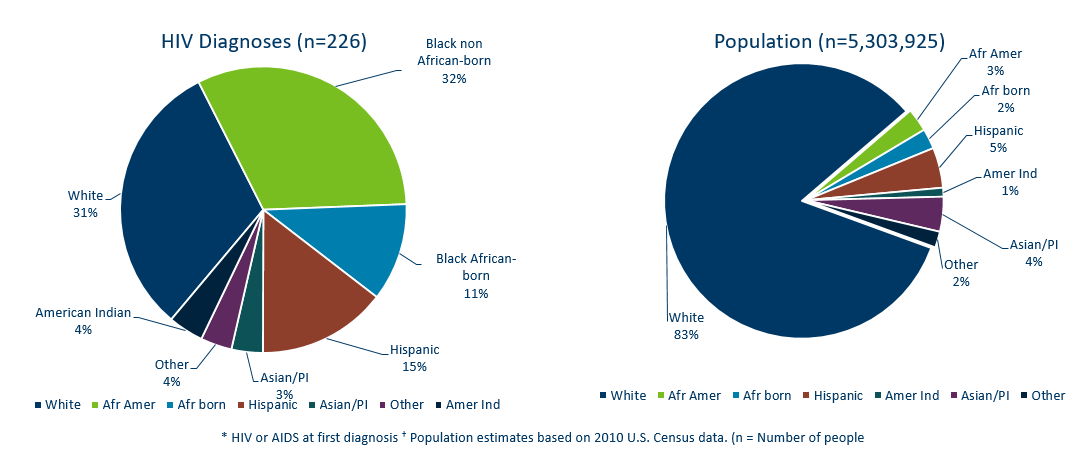 HIV Diagnoses (n=226)
Black non
African-born
32%
White
31%
Black African-
born
11%
American Indian
4%
Hispanic
15%
Other
4%
Asian/PI
3%
White Afr Amer Afr born Hispanic Asian/PI Other Amer Ind
Population (n=5,303,925)
Afr Amer
3%
Afr born
2%
Hispanic
5%
Amer Ind
1%
Asian/PI
4%
Other
2%
White
83%
White Afr Amer Afr born Hispanic Amer Ind Asian/PI Other
* HIV or AIDS at first diagnosis † Population estimates based on 2010 U.S. Census data. (n = Number of people